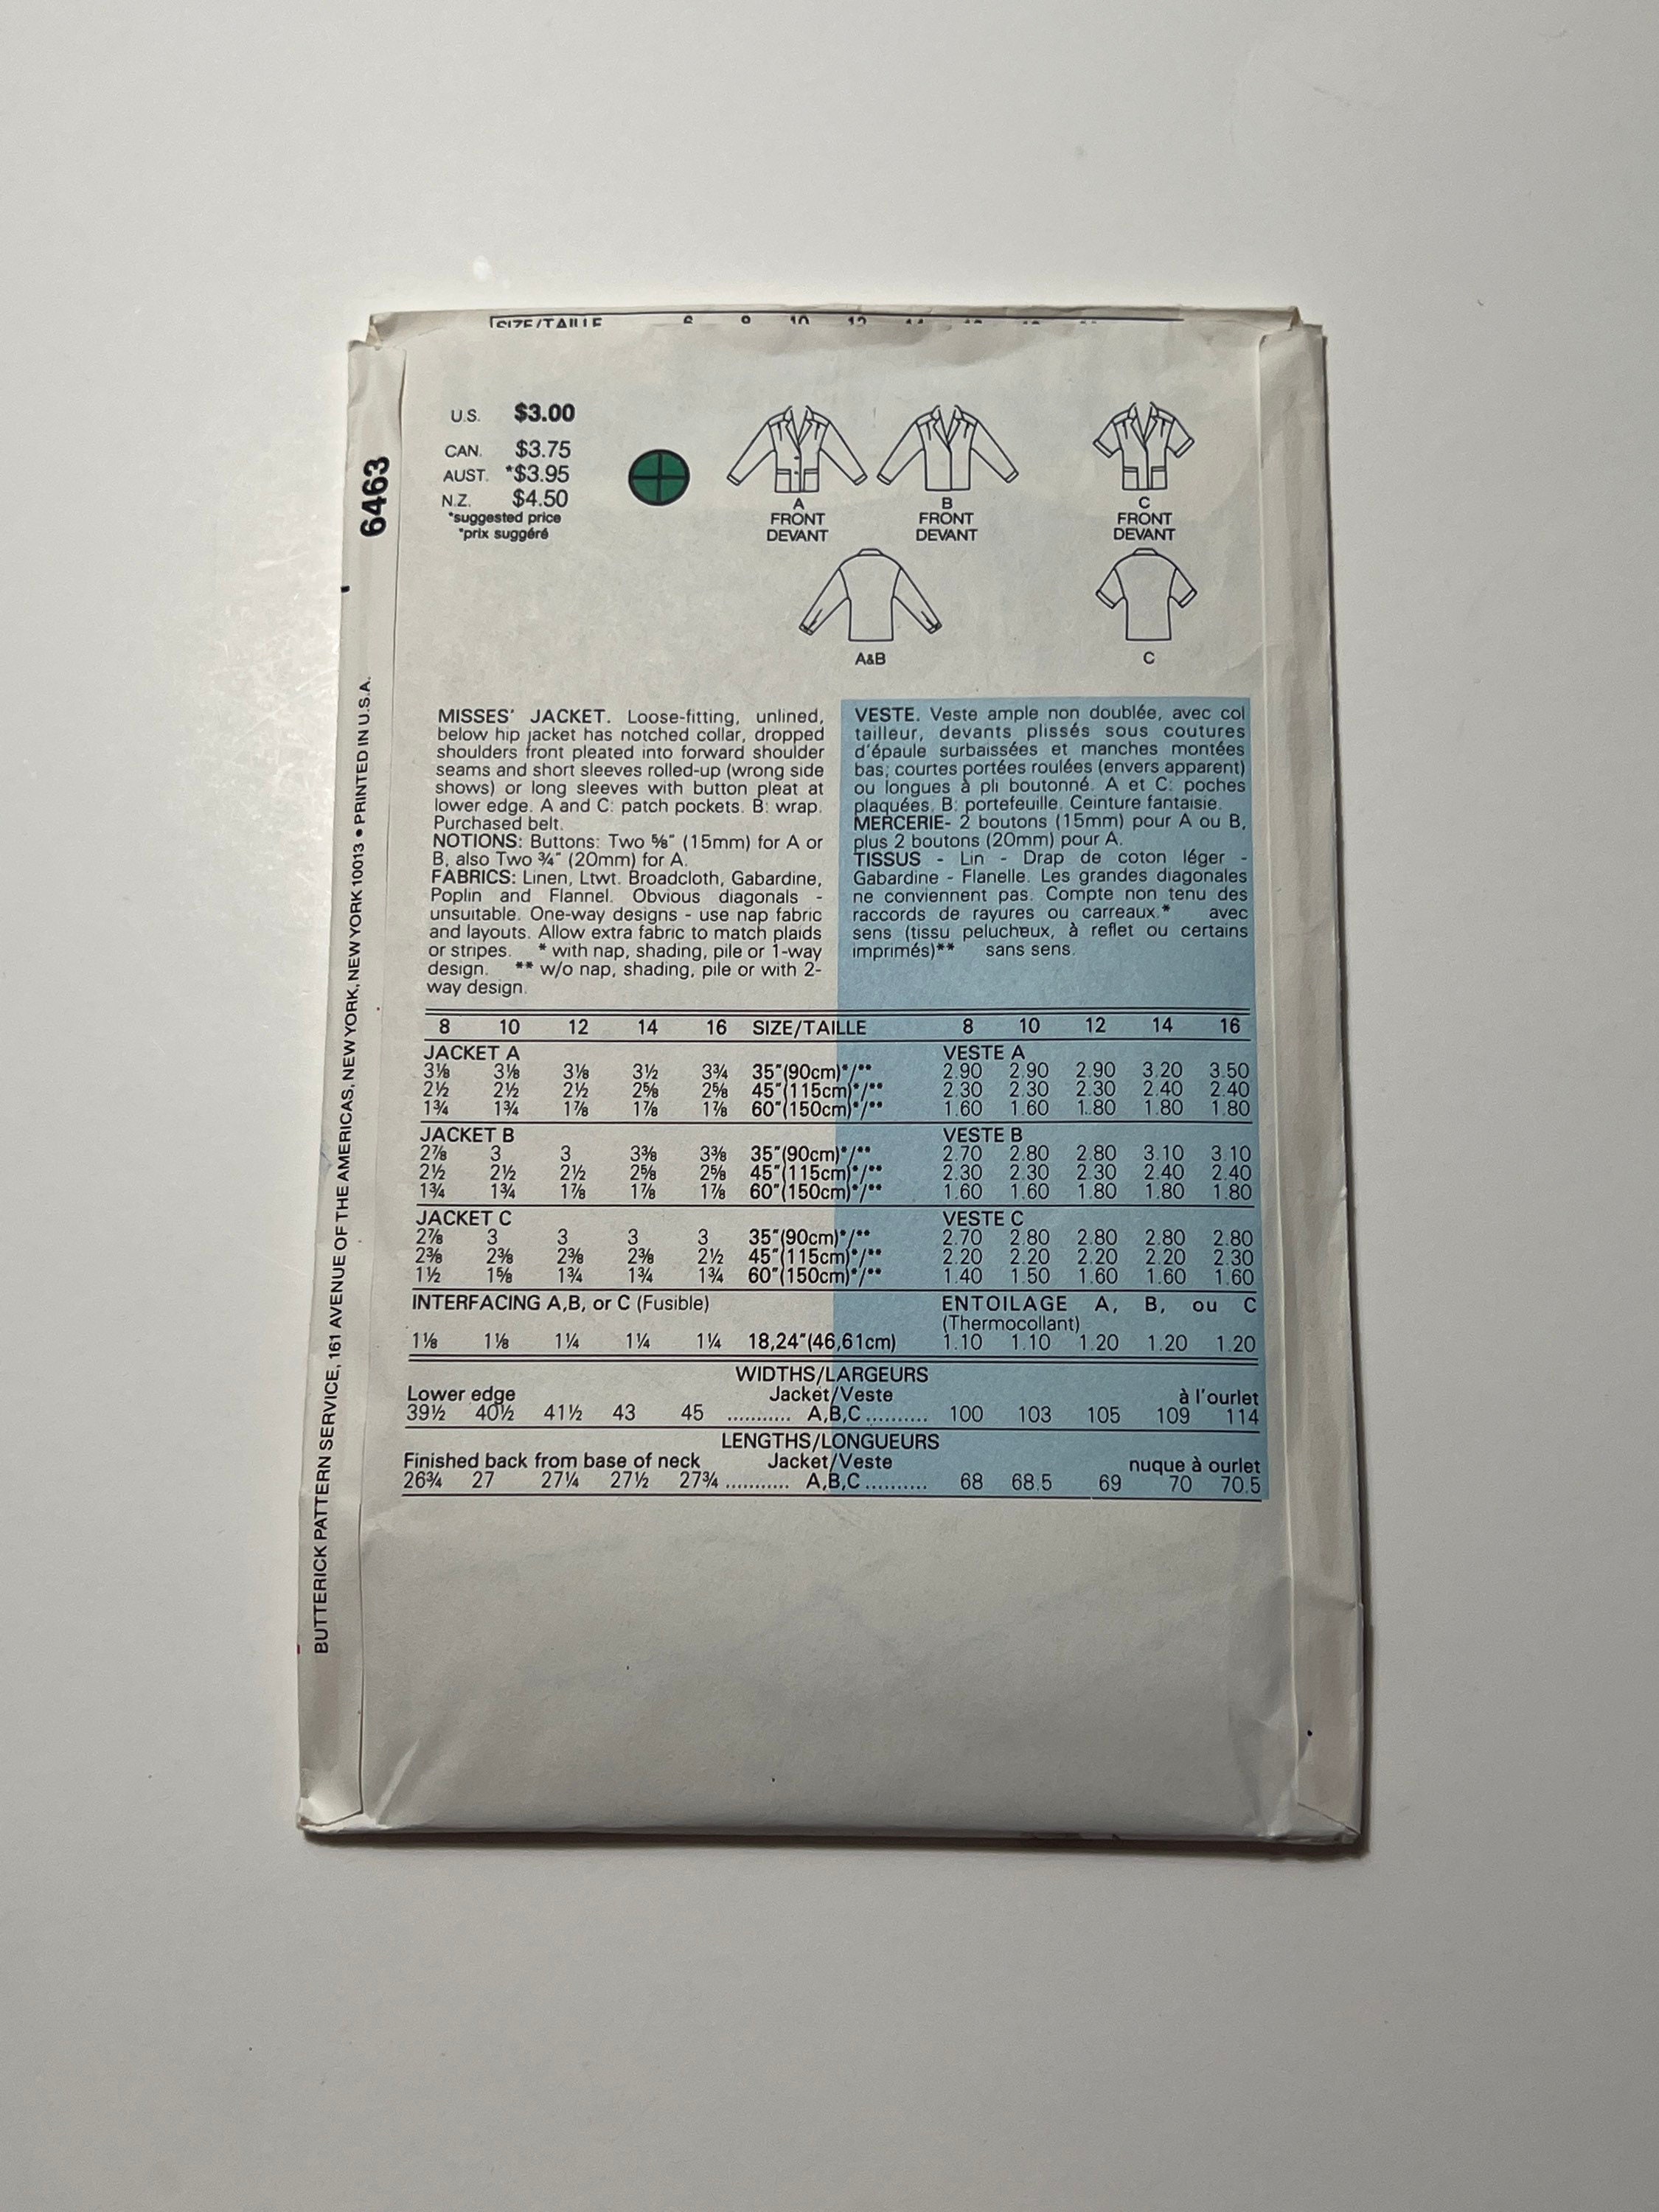 SIZE/TAILLE
U.S. $3.00
CAN. $3.75
AUST. *$3.95
N.Z. $4.50
*suggested price
*prix suggéré
A
FRONT
DEVANT
B
FRONT
DEVANT
C
FRONT
DEVANT
A&B
C
6463
BUTTERICK PATTERN SERVICE, 161 AVENUE OF THE AMERICAS, NEW YORK, NEW YORK 10013 • PRINTED IN U.S.A.
MISSES' JACKET. Loose-fitting, unlined,
below hip jacket has notched collar, dropped
shoulders front pleated into forward shoulder
seams and short sleeves rolled-up (wrong side
shows) or long sleeves with button pleat at
lower edge. A and C: patch pockets. B: wrap.
Purchased belt.
NOTIONS: Buttons: Two ⅝" (15mm) for A or
B, also Two ¾" (20mm) for A.
FABRICS: Linen, Ltwt. Broadcloth, Gabardine,
Poplin and Flannel. Obvious diagonals -
unsuitable. One-way designs - use nap fabric
and layouts. Allow extra fabric to match plaids
or stripes. * with nap, shading, pile or 1-way
design. ** w/o nap, shading, pile or with 2-
way design.
VESTE. Veste ample non doublée, avec col
tailleur, devants plissés sous coutures
d'épaule surbaissées et manches montées
bas; courtes portées roulées (envers apparent)
ou longues à pli boutonné. A et C: poches
plaquées. B: portefeuille. Ceinture fantaisie.
MERCERIE- 2 boutons (15mm) pour A ou B,
plus 2 boutons (20mm) pour A.
TISSUS - Lin - Drap de coton léger -
Gabardine - Flanelle. Les grandes diagonales
ne conviennent pas. Compte non tenu des
raccords de rayures ou carreaux.* avec
sens (tissu pelucheux, à reflet ou certains
imprimés)** sans sens.
8 10 12 14 16 SIZE/TAILLE 8 10 12 14 16
JACKET A VESTE A
3⅛ 3⅛ 3⅛ 3½ 3¾ 35"(90cm)*/** 2.90 2.90 2.90 3.20 3.50
2½ 2½ 2½ 2⅝ 2⅝ 45"(115cm)*/** 2.30 2.30 2.30 2.40 2.40
1¾ 1¾ 1⅞ 1⅞ 1⅞ 60"(150cm)*/** 1.60 1.60 1.80 1.80 1.80
JACKET B VESTE B
2⅞ 3 3 3⅜ 3⅜ 35"(90cm)*/** 2.70 2.80 2.80 3.10 3.10
2½ 2½ 2½ 2⅝ 2⅝ 45"(115cm)*/** 2.30 2.30 2.30 2.40 2.40
1¾ 1¾ 1⅞ 1⅞ 1⅞ 60"(150cm)*/** 1.60 1.60 1.80 1.80 1.80
JACKET C VESTE C
2⅞ 3 3 3 3 35"(90cm)*/** 2.70 2.80 2.80 2.80 2.80
2⅜ 2⅜ 2⅜ 2⅜ 2½ 45"(115cm)*/** 2.20 2.20 2.20 2.20 2.30
1½ 1⅝ 1¾ 1¾ 1¾ 60"(150cm)*/** 1.40 1.50 1.60 1.60 1.60
INTERFACING A,B, or C (Fusible) ENTOILAGE A, B, ou C
(Thermocollant)
1⅛ 1⅛ 1¼ 1¼ 1¼ 18,24"(46,61cm) 1.10 1.10 1.20 1.20 1.20
WIDTHS/LARGEURS
Lower edge Jacket/Veste à l'ourlet
39½ 40½ 41½ 43 45 ........... A,B,C .......... 100 103 105 109 114
LENGTHS/LONGUEURS
Finished back from base of neck Jacket/Veste nuque à ourlet
26¾ 27 27¼ 27½ 27¾ ........... A,B,C .......... 68 68.5 69 70 70.5